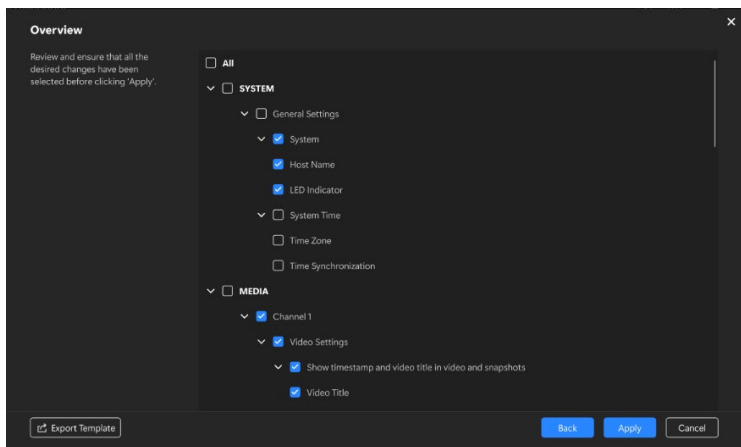 Overview
Review and ensure that all the
desired changes have been
selected before clicking 'Apply'.
All
SYSTEM
General Settings
System
Host Name
LED Indicator
System Time
Time Zone
Time Synchronization
MEDIA
Channel 1
Video Settings
Show timestamp and video title in video and snapshots
Video Title
Export Template
Back
Apply
Cancel